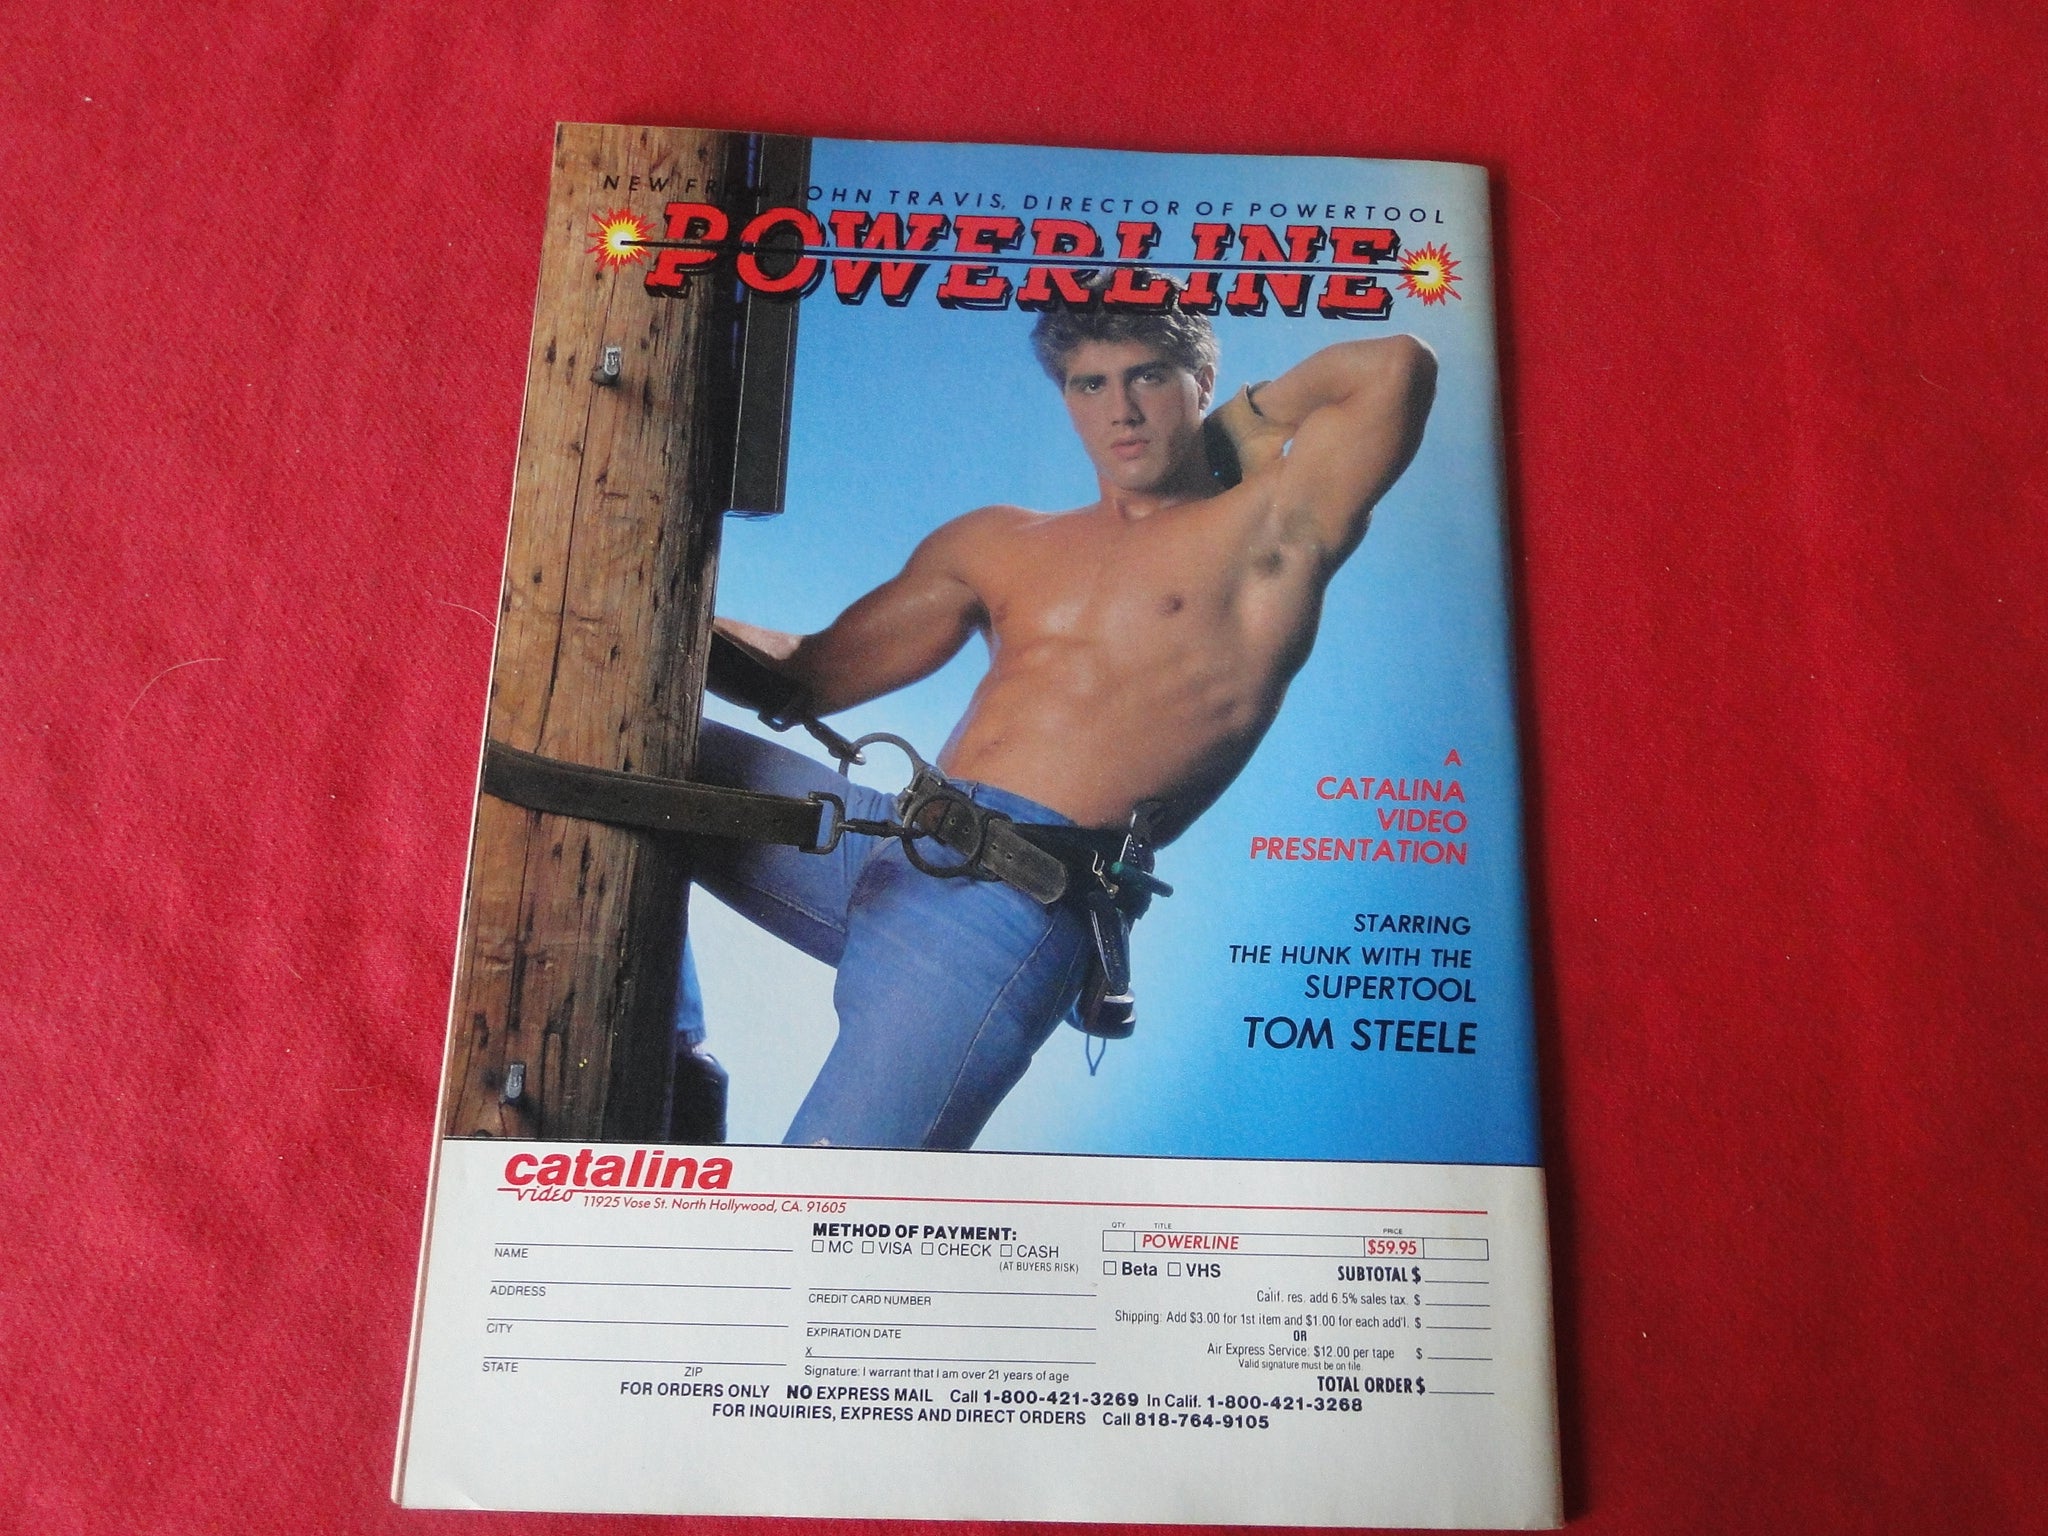 NEW FROM JOHN TRAVIS, DIRECTOR OF POWERTOOL
POWERLINE
A
CATALINA
VIDEO
PRESENTATION
STARRING
THE HUNK WITH THE
SUPERTOOL
TOM STEELE
catalina
video 11925 Vose St. North Hollywood, CA. 91605
NAME
ADDRESS
CITY
STATE ZIP
METHOD OF PAYMENT:
☐ MC ☐ VISA ☐ CHECK ☐ CASH
(AT BUYERS RISK)
CREDIT CARD NUMBER
EXPIRATION DATE
X
Signature: I warrant that I am over 21 years of age
QTY TITLE PRICE
POWERLINE $59.95
☐ Beta ☐ VHS SUBTOTAL $
Calif. res. add 6.5% sales tax. $
Shipping: Add $3.00 for 1st item and $1.00 for each add'l. $
OR
Air Express Service: $12.00 per tape $
Valid signature must be on file.
TOTAL ORDER $
FOR ORDERS ONLY NO EXPRESS MAIL Call 1-800-421-3269 In Calif. 1-800-421-3268
FOR INQUIRIES, EXPRESS AND DIRECT ORDERS Call 818-764-9105